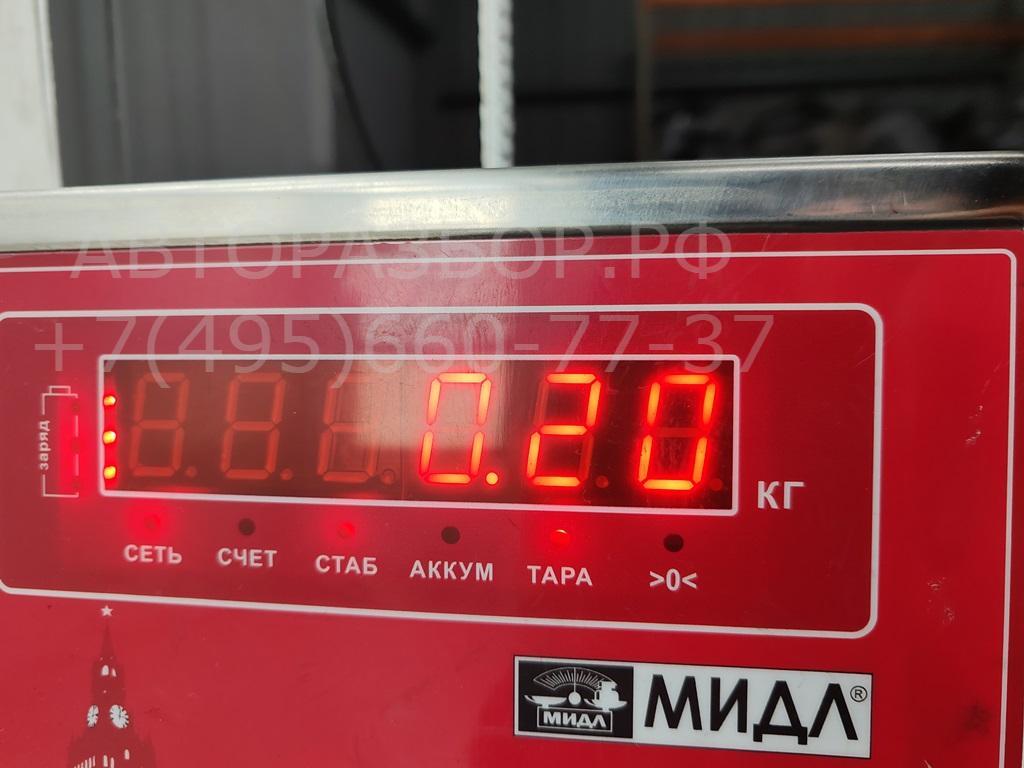 АВТОРАЗБОР.РФ
+7(495)660-77-37
заряд
0.20
КГ
СЕТЬ СЧЕТ СТАБ АККУМ ТАРА >0<
МИДЛ
МИДЛ®